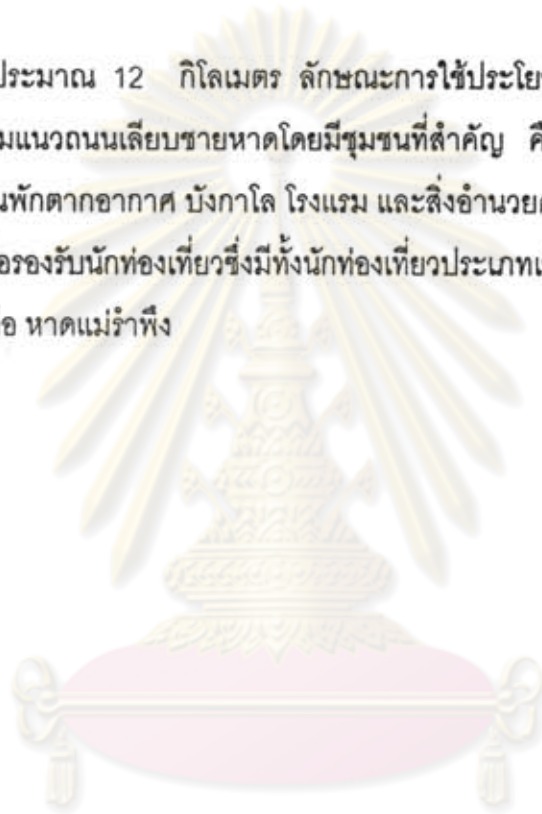 ประมาณ 12 กิโลเมตร ลักษณะการใช้ประโย
มแนวถนนเลียบชายหาดโดยมีชุมชนที่สำคัญ คื
นพักตากอากาศ บังกาโล โรงแรม และสิ่งอำนวย
อรองรับนักท่องเที่ยวซึ่งมีทั้งนักท่องเที่ยวประเภท
อ หาดแม่รำพึง